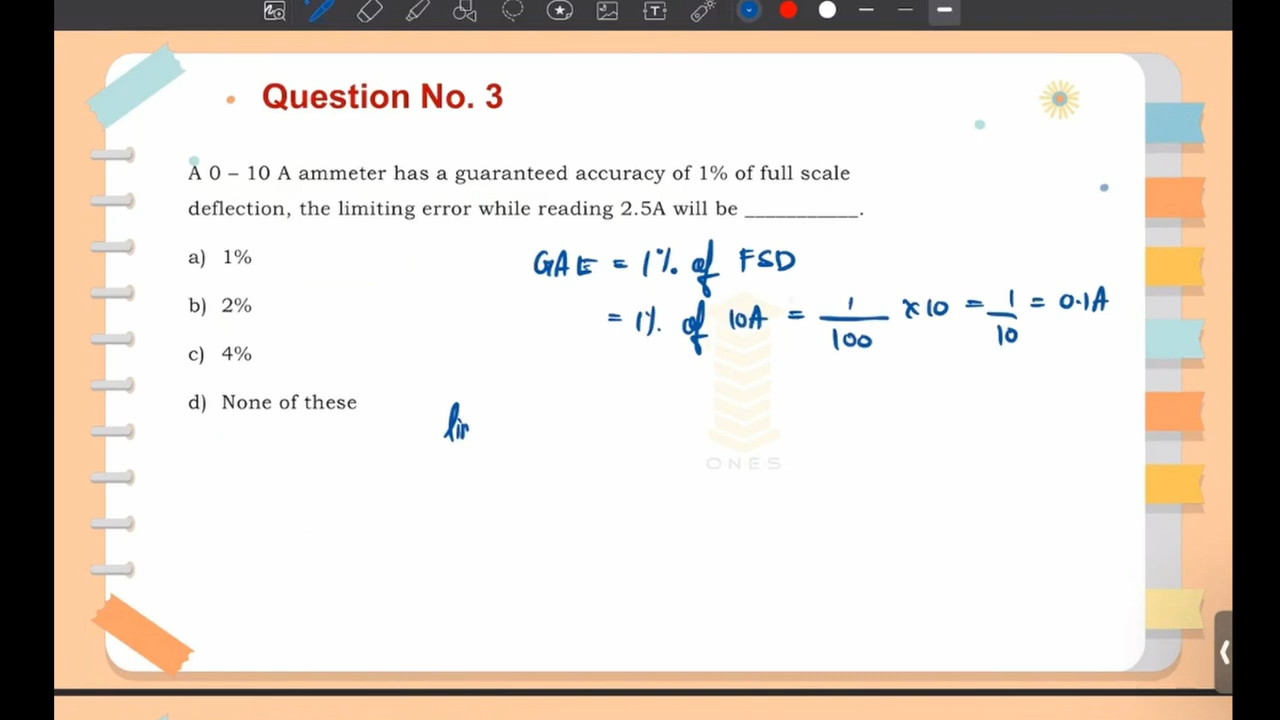 Question No. 3
A 0 – 10 A ammeter has a guaranteed accuracy of 1% of full scale
deflection, the limiting error while reading 2.5A will be ___________.
a) 1%
b) 2%
c) 4%
d) None of these
GAE = 1% of FSD
= 1% of 10A = 1/100 × 10 = 1/10 = 0.1A
lim
ONES